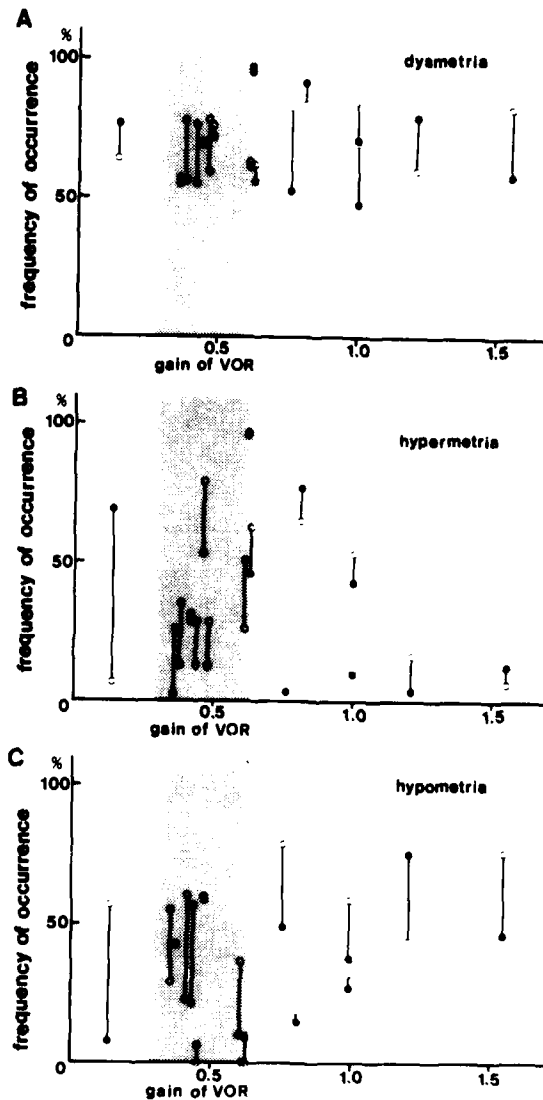 A
%
100
dysmetria
frequency of occurrence
50
0
0.5
1.0
1.5
gain of VOR
B
%
100
hypermetria
frequency of occurrence
50
0
0.5
1.0
1.5
gain of VOR
C
%
100
hypometria
frequency of occurrence
50
0
0.5
1.0
1.5
gain of VOR